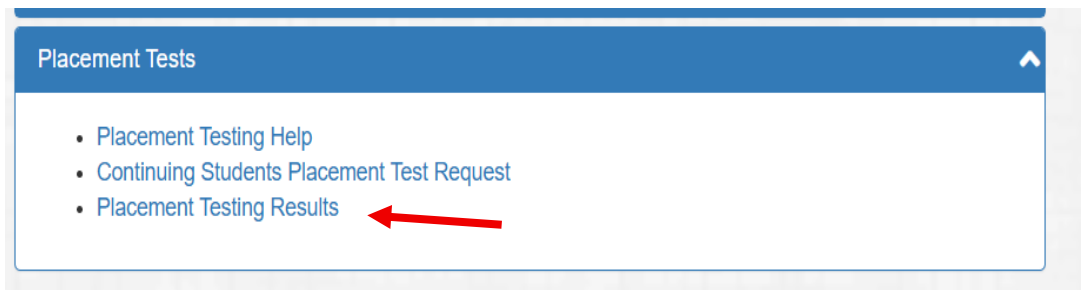 Placement Tests
Placement Testing Help
Continuing Students Placement Test Request
Placement Testing Results